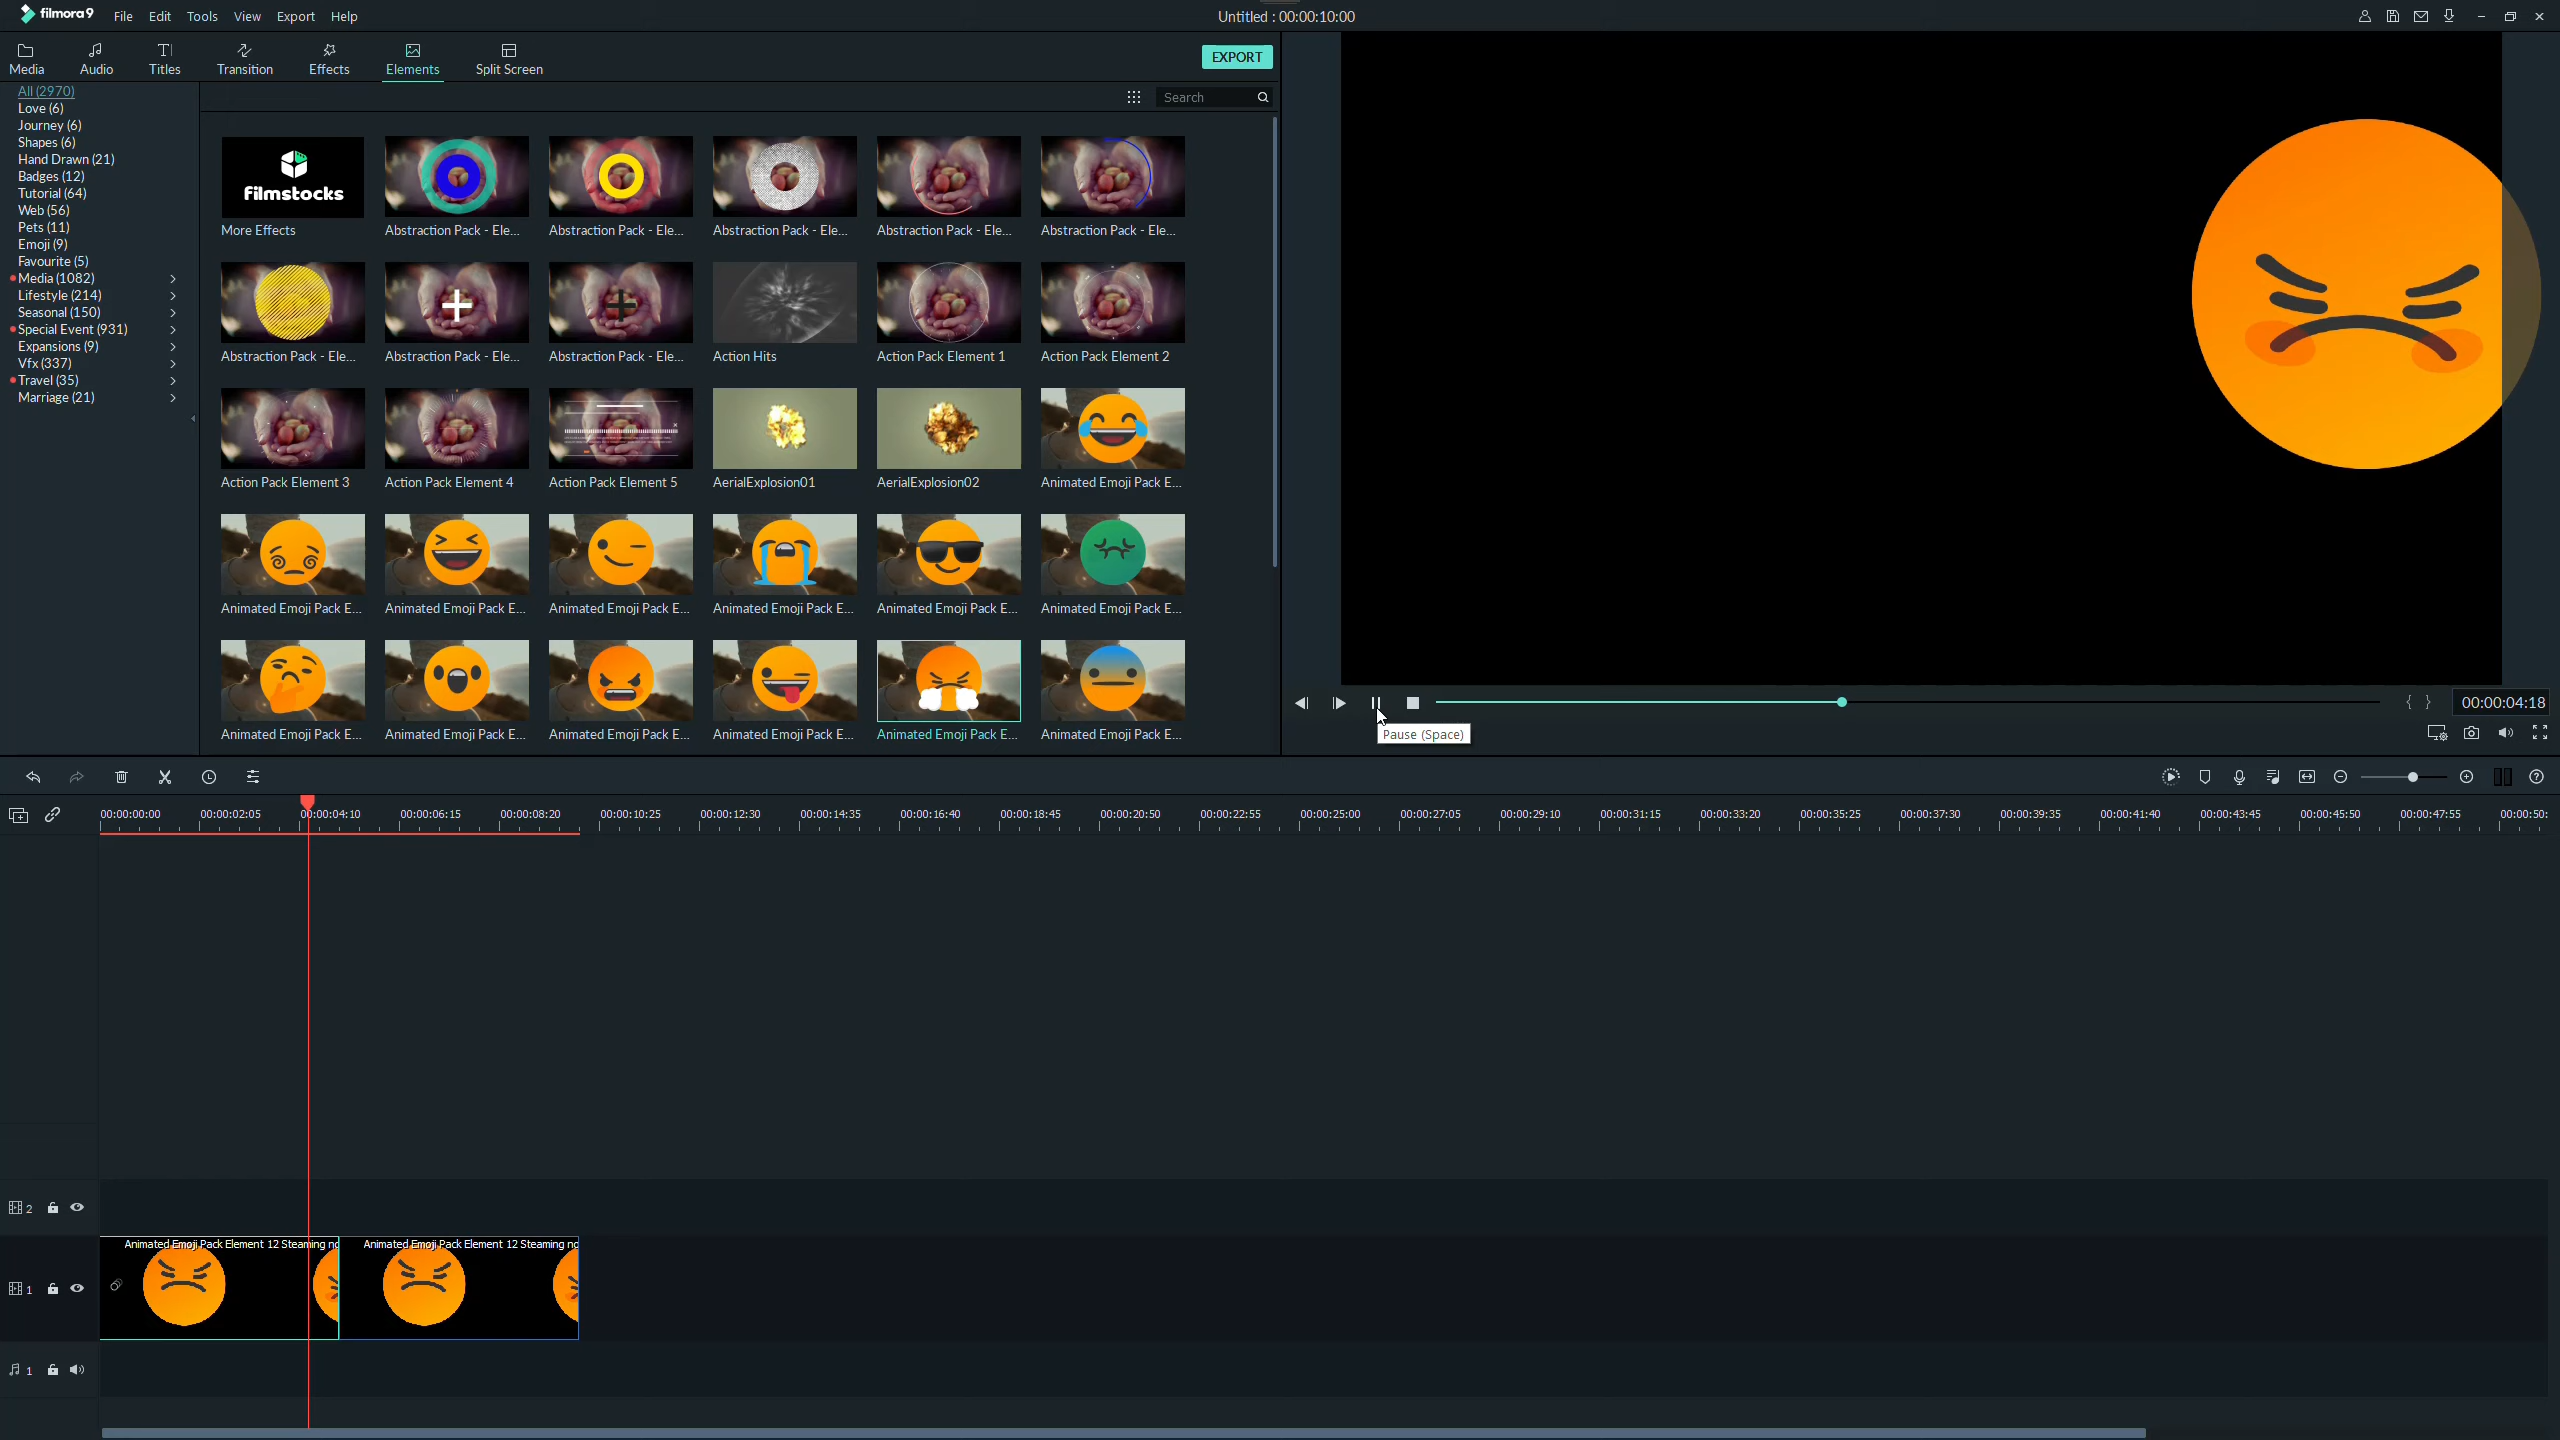 filmora9 File Edit Tools View Export Help Untitled : 00:00:10:00
Media Audio Titles Transition Effects Elements Split Screen EXPORT
All (2970)
Love (6)
Journey (6)
Shapes (6)
Hand Drawn (21)
Badges (12)
Tutorial (64)
Web (56)
Pets (11)
Emoji (9)
Favourite (5)
Media (1082)
Lifestyle (214)
Seasonal (150)
Special Event (931)
Expansions (9)
Vfx (337)
Travel (35)
Marriage (21)
Search
filmstocks
More Effects Abstraction Pack - Ele... Abstraction Pack - Ele... Abstraction Pack - Ele... Abstraction Pack - Ele... Abstraction Pack - Ele...
Abstraction Pack - Ele... Abstraction Pack - Ele... Abstraction Pack - Ele... Action Hits Action Pack Element 1 Action Pack Element 2
Action Pack Element 3 Action Pack Element 4 Action Pack Element 5 AerialExplosion01 AerialExplosion02 Animated Emoji Pack E...
Animated Emoji Pack E... Animated Emoji Pack E... Animated Emoji Pack E... Animated Emoji Pack E... Animated Emoji Pack E... Animated Emoji Pack E...
Animated Emoji Pack E... Animated Emoji Pack E... Animated Emoji Pack E... Animated Emoji Pack E... Animated Emoji Pack E... Animated Emoji Pack E...
{ } 00:00:04:18
Pause (Space)
00:00:00:00 00:00:02:05 00:00:04:10 00:00:06:15 00:00:08:20 00:00:10:25 00:00:12:30 00:00:14:35 00:00:16:40 00:00:18:45 00:00:20:50 00:00:22:55 00:00:25:00 00:00:27:05 00:00:29:10 00:00:31:15 00:00:33:20 00:00:35:25 00:00:37:30 00:00:39:35 00:00:41:40 00:00:43:45 00:00:45:50 00:00:47:55 00:00:50:
2
Animated Emoji Pack Element 12 Steaming no Animated Emoji Pack Element 12 Steaming no
1
1